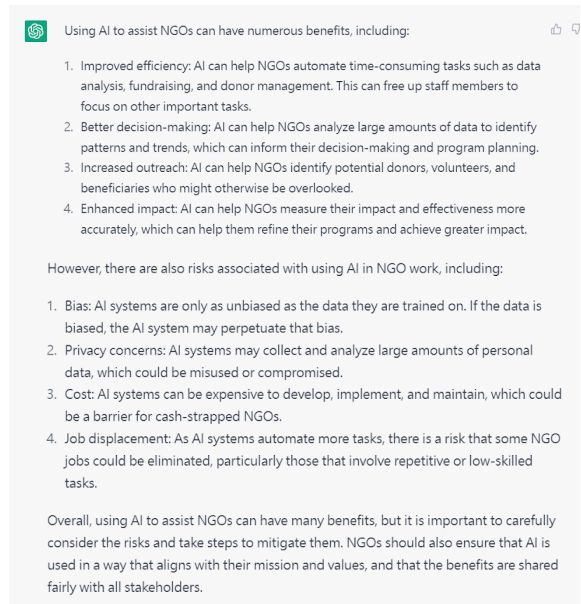 Using AI to assist NGOs can have numerous benefits, including:
1. Improved efficiency: AI can help NGOs automate time-consuming tasks such as data
analysis, fundraising, and donor management. This can free up staff members to
focus on other important tasks.
2. Better decision-making: AI can help NGOs analyze large amounts of data to identify
patterns and trends, which can inform their decision-making and program planning.
3. Increased outreach: AI can help NGOs identify potential donors, volunteers, and
beneficiaries who might otherwise be overlooked.
4. Enhanced impact: AI can help NGOs measure their impact and effectiveness more
accurately, which can help them refine their programs and achieve greater impact.
However, there are also risks associated with using AI in NGO work, including:
1. Bias: AI systems are only as unbiased as the data they are trained on. If the data is
biased, the AI system may perpetuate that bias.
2. Privacy concerns: AI systems may collect and analyze large amounts of personal
data, which could be misused or compromised.
3. Cost: AI systems can be expensive to develop, implement, and maintain, which could
be a barrier for cash-strapped NGOs.
4. Job displacement: As AI systems automate more tasks, there is a risk that some NGO
jobs could be eliminated, particularly those that involve repetitive or low-skilled
tasks.
Overall, using AI to assist NGOs can have many benefits, but it is important to carefully
consider the risks and take steps to mitigate them. NGOs should also ensure that AI is
used in a way that aligns with their mission and values, and that the benefits are shared
fairly with all stakeholders.